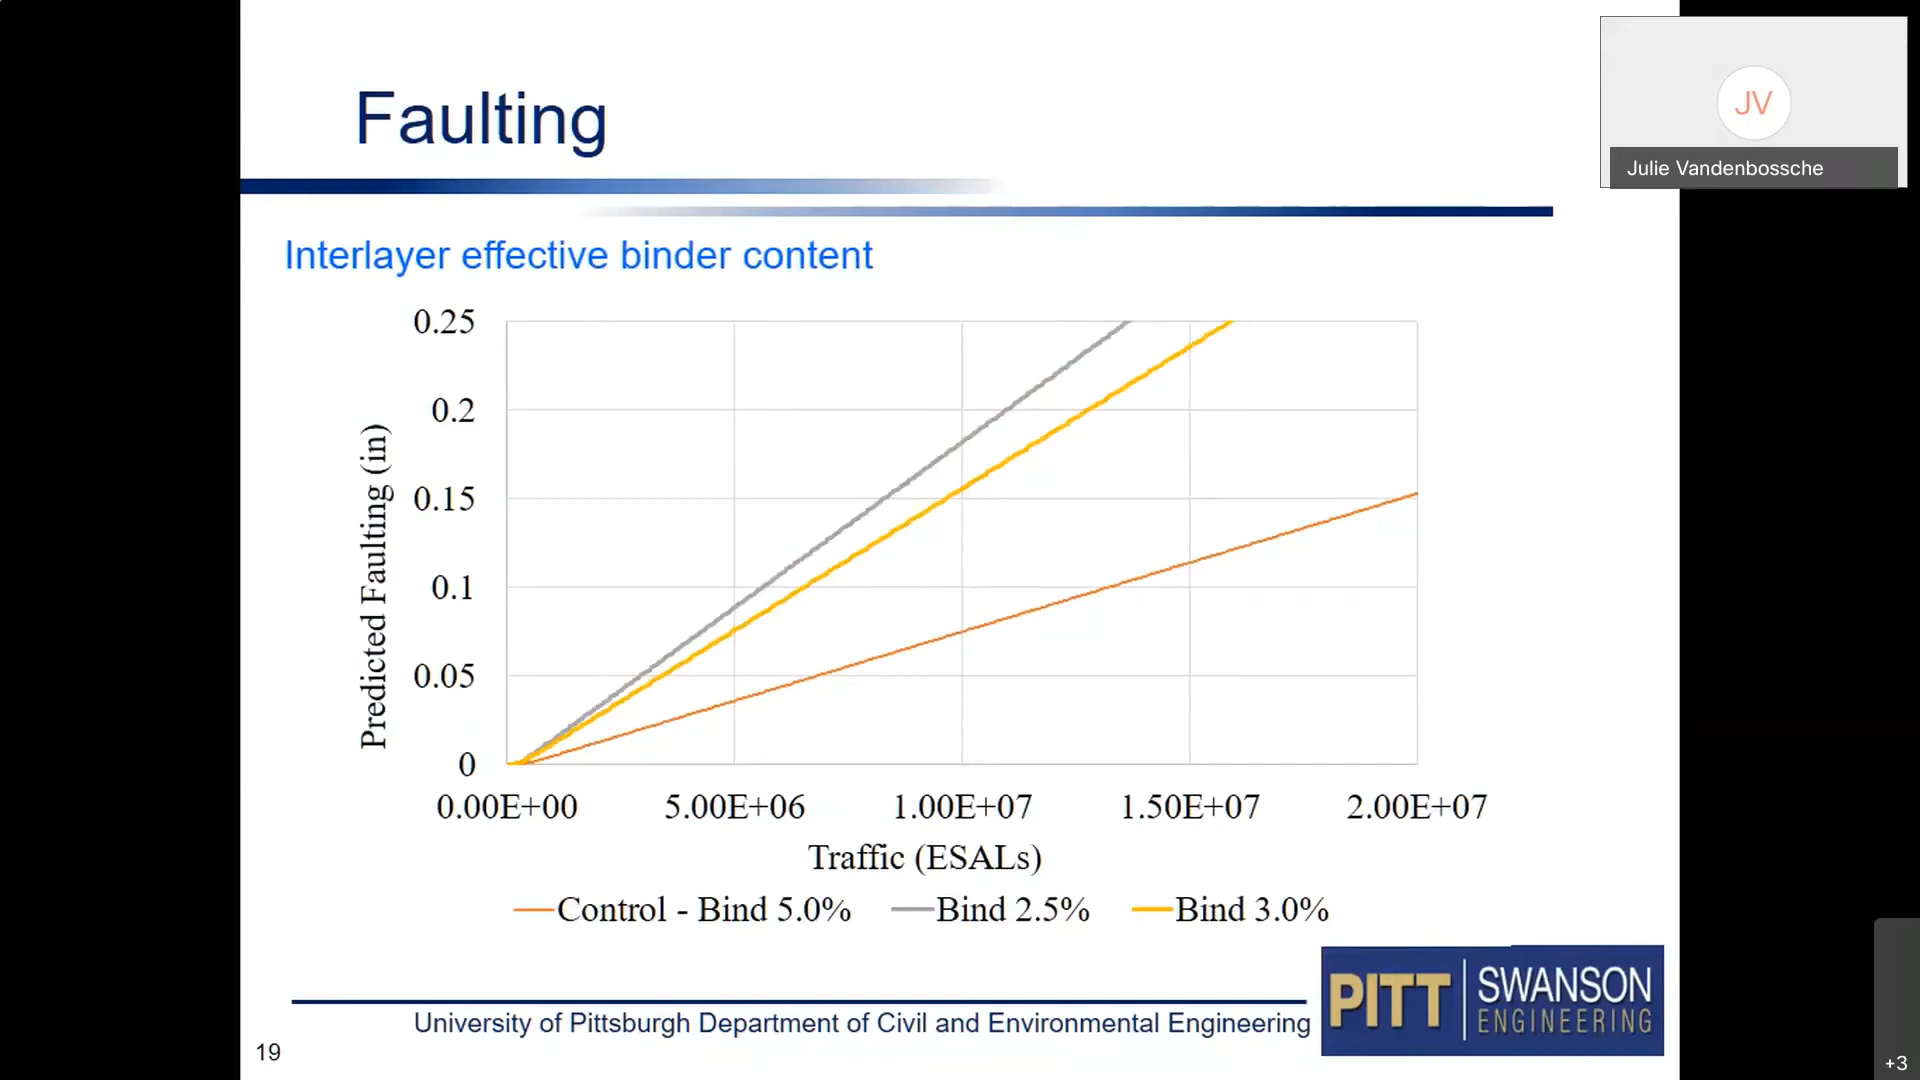 Faulting
JV
Julie Vandenbossche
Interlayer effective binder content
0.25
0.2
0.15
0.1
0.05
0
Predicted Faulting (in)
0.00E+00 5.00E+06 1.00E+07 1.50E+07 2.00E+07
Traffic (ESALs)
Control - Bind 5.0% Bind 2.5% Bind 3.0%
University of Pittsburgh Department of Civil and Environmental Engineering
PITT SWANSON
ENGINEERING
19
+3